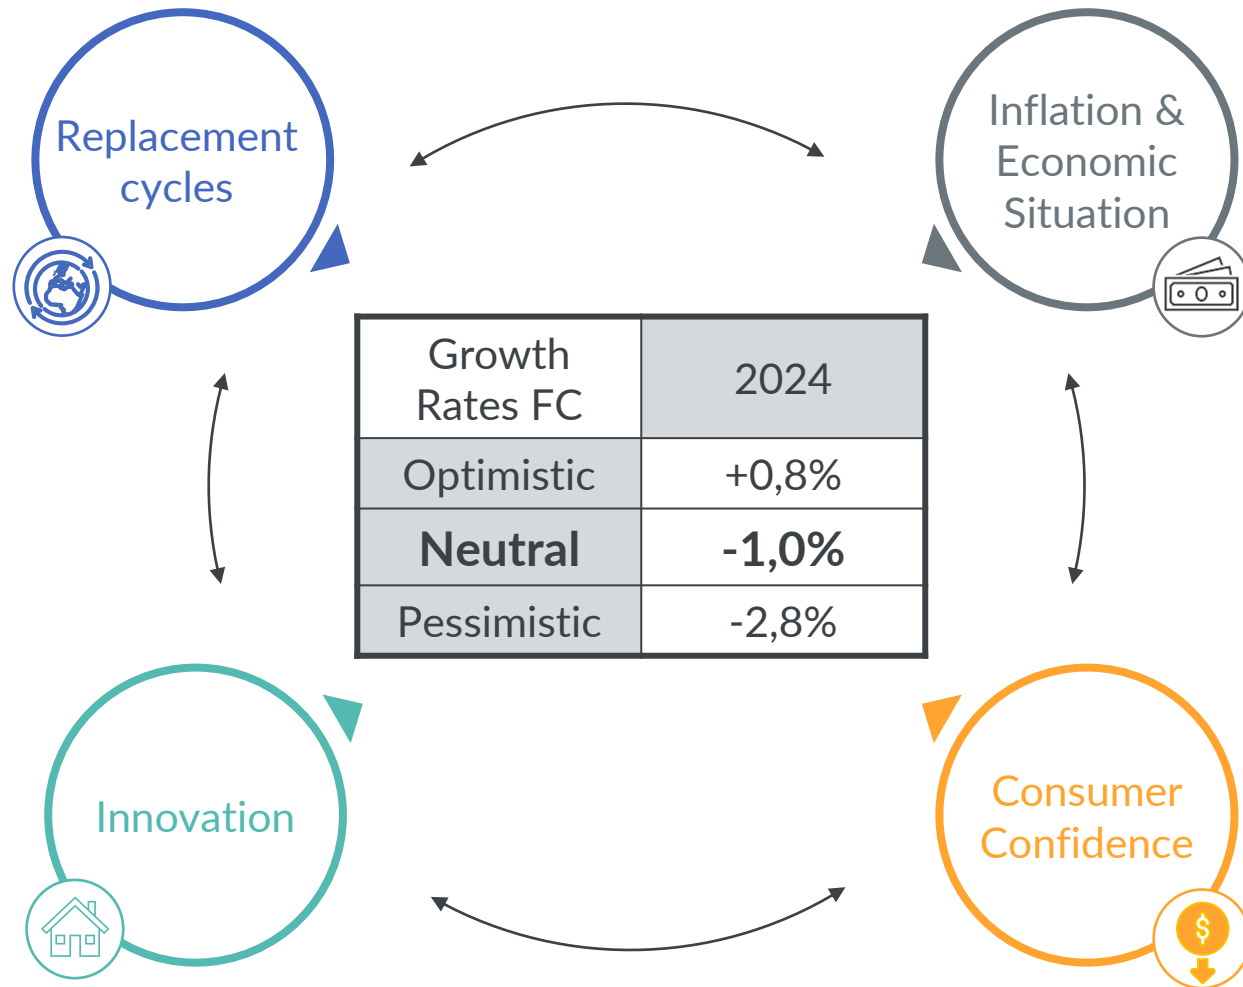 Replacement
cycles
Inflation &
Economic
Situation
Growth
Rates FC
2024
Optimistic
+0,8%
Neutral
-1,0%
Pessimistic
-2,8%
Innovation
Consumer
Confidence
$